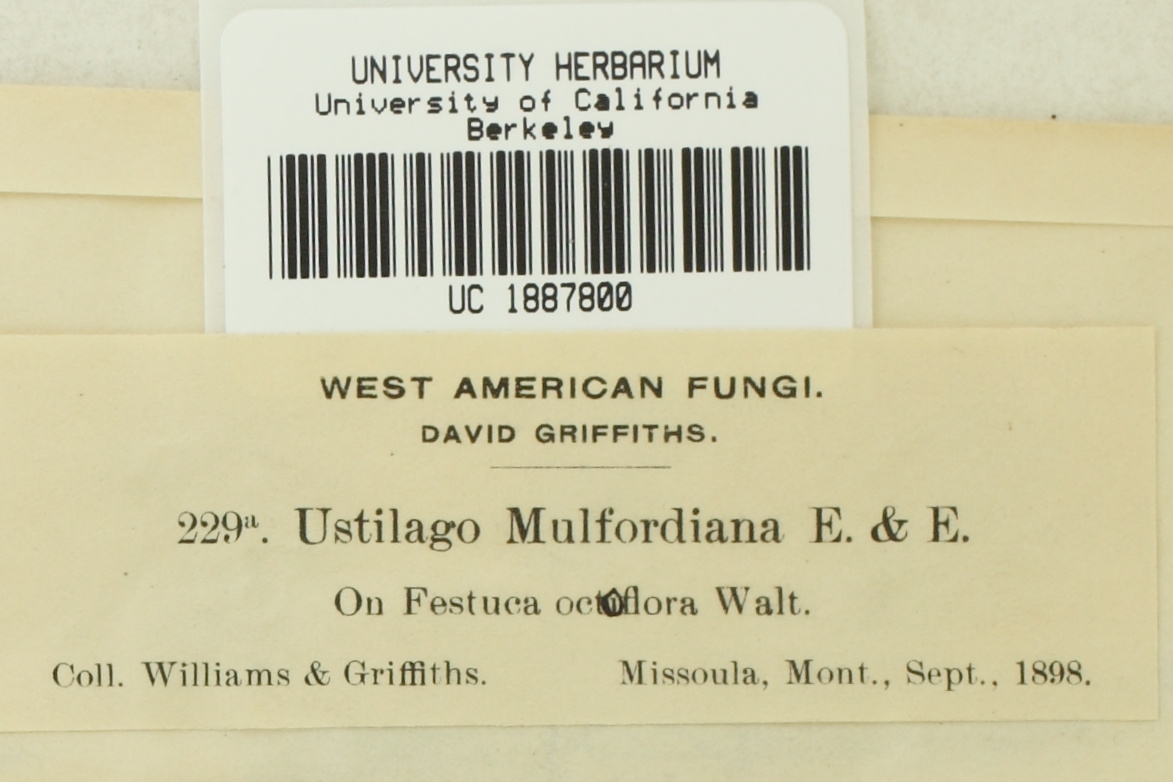 UNIVERSITY HERBARIUM
University of California
Berkeley
UC 1887800
WEST AMERICAN FUNGI.
DAVID GRIFFITHS.
229ª. Ustilago Mulfordiana E. & E.
On Festuca octoflora Walt.
Coll. Williams & Griffiths. Missoula, Mont., Sept., 1898.